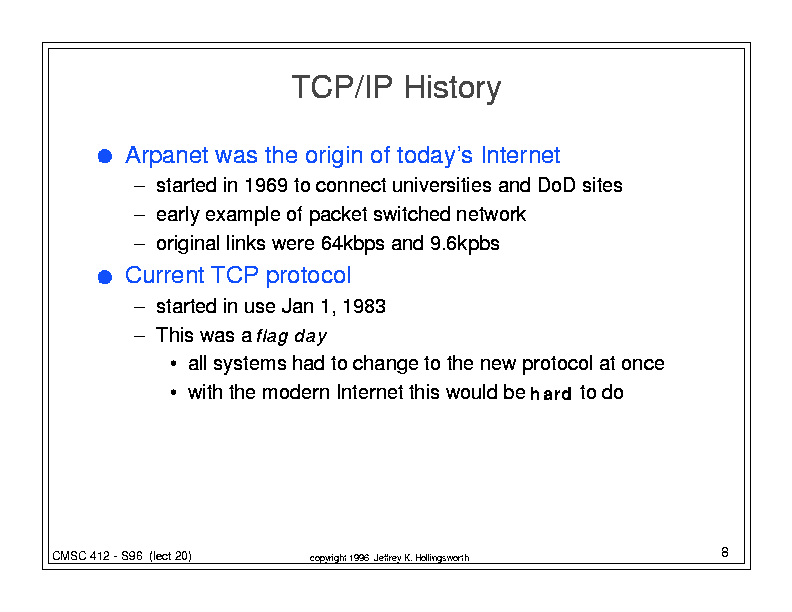 TCP/IP History
● Arpanet was the origin of today's Internet
– started in 1969 to connect universities and DoD sites
– early example of packet switched network
– original links were 64kbps and 9.6kpbs
● Current TCP protocol
– started in use Jan 1, 1983
– This was a flag day
• all systems had to change to the new protocol at once
• with the modern Internet this would be hard to do
CMSC 412 - S96 (lect 20)
copyright 1996 Jeffrey K. Hollingsworth
8